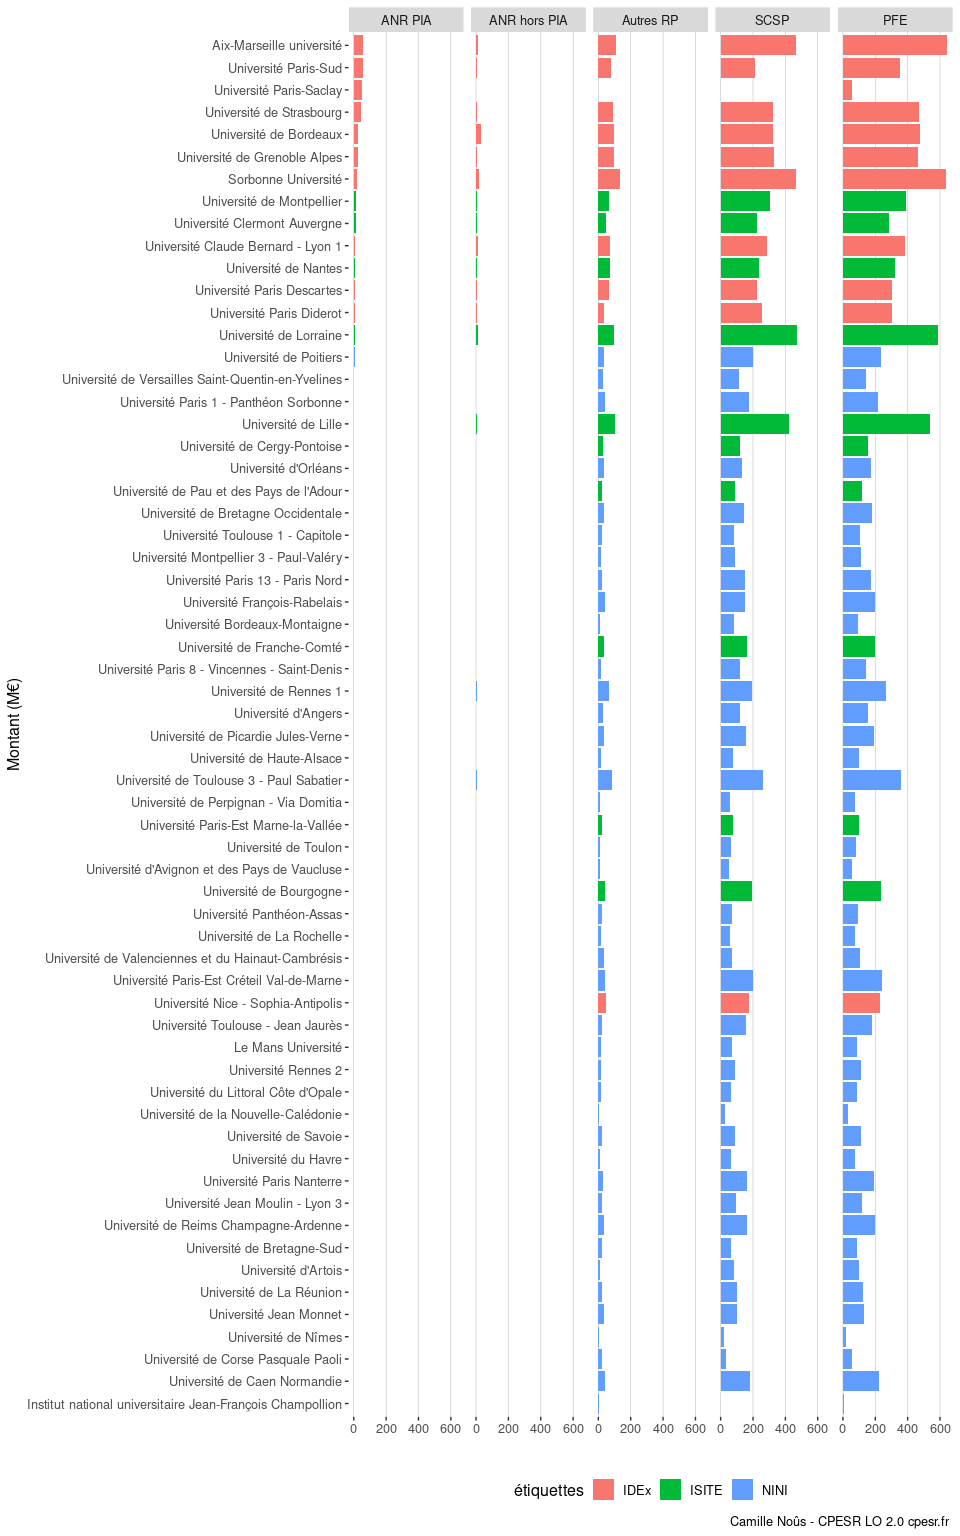 ANR PIA ANR hors PIA Autres RP SCSP PFE
Aix-Marseille université
Université Paris-Sud
Université Paris-Saclay
Université de Strasbourg
Université de Bordeaux
Université de Grenoble Alpes
Sorbonne Université
Université de Montpellier
Université Clermont Auvergne
Université Claude Bernard - Lyon 1
Université de Nantes
Université Paris Descartes
Université Paris Diderot
Université de Lorraine
Université de Poitiers
Université de Versailles Saint-Quentin-en-Yvelines
Université Paris 1 - Panthéon Sorbonne
Université de Lille
Université de Cergy-Pontoise
Université d'Orléans
Université de Pau et des Pays de l'Adour
Université de Bretagne Occidentale
Université Toulouse 1 - Capitole
Université Montpellier 3 - Paul-Valéry
Université Paris 13 - Paris Nord
Université François-Rabelais
Université Bordeaux-Montaigne
Université de Franche-Comté
Université Paris 8 - Vincennes - Saint-Denis
Université de Rennes 1
Université d'Angers
Université de Picardie Jules-Verne
Université de Haute-Alsace
Université de Toulouse 3 - Paul Sabatier
Université de Perpignan - Via Domitia
Université Paris-Est Marne-la-Vallée
Université de Toulon
Université d'Avignon et des Pays de Vaucluse
Université de Bourgogne
Université Panthéon-Assas
Université de La Rochelle
Université de Valenciennes et du Hainaut-Cambrésis
Université Paris-Est Créteil Val-de-Marne
Université Nice - Sophia-Antipolis
Université Toulouse - Jean Jaurès
Le Mans Université
Université Rennes 2
Université du Littoral Côte d'Opale
Université de la Nouvelle-Calédonie
Université de Savoie
Université du Havre
Université Paris Nanterre
Université Jean Moulin - Lyon 3
Université de Reims Champagne-Ardenne
Université de Bretagne-Sud
Université d'Artois
Université de La Réunion
Université Jean Monnet
Université de Nîmes
Université de Corse Pasquale Paoli
Université de Caen Normandie
Institut national universitaire Jean-François Champollion
Montant (M€)
0 200 400 600 0 200 400 600 0 200 400 600 0 200 400 600 0 200 400 600
étiquettes IDEx ISITE NINI
Camille Noûs - CPESR LO 2.0 cpesr.fr